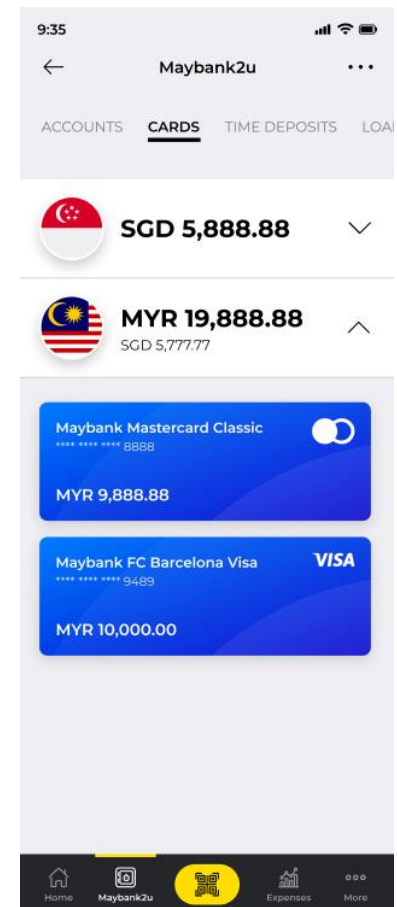 9:35
Maybank2u
ACCOUNTS CARDS TIME DEPOSITS LOA
SGD 5,888.88
MYR 19,888.88
SGD 5,777.77
Maybank Mastercard Classic
**** **** **** 8888
MYR 9,888.88
Maybank FC Barcelona Visa VISA
**** **** **** 9489
MYR 10,000.00
Home Maybank2u Expenses More